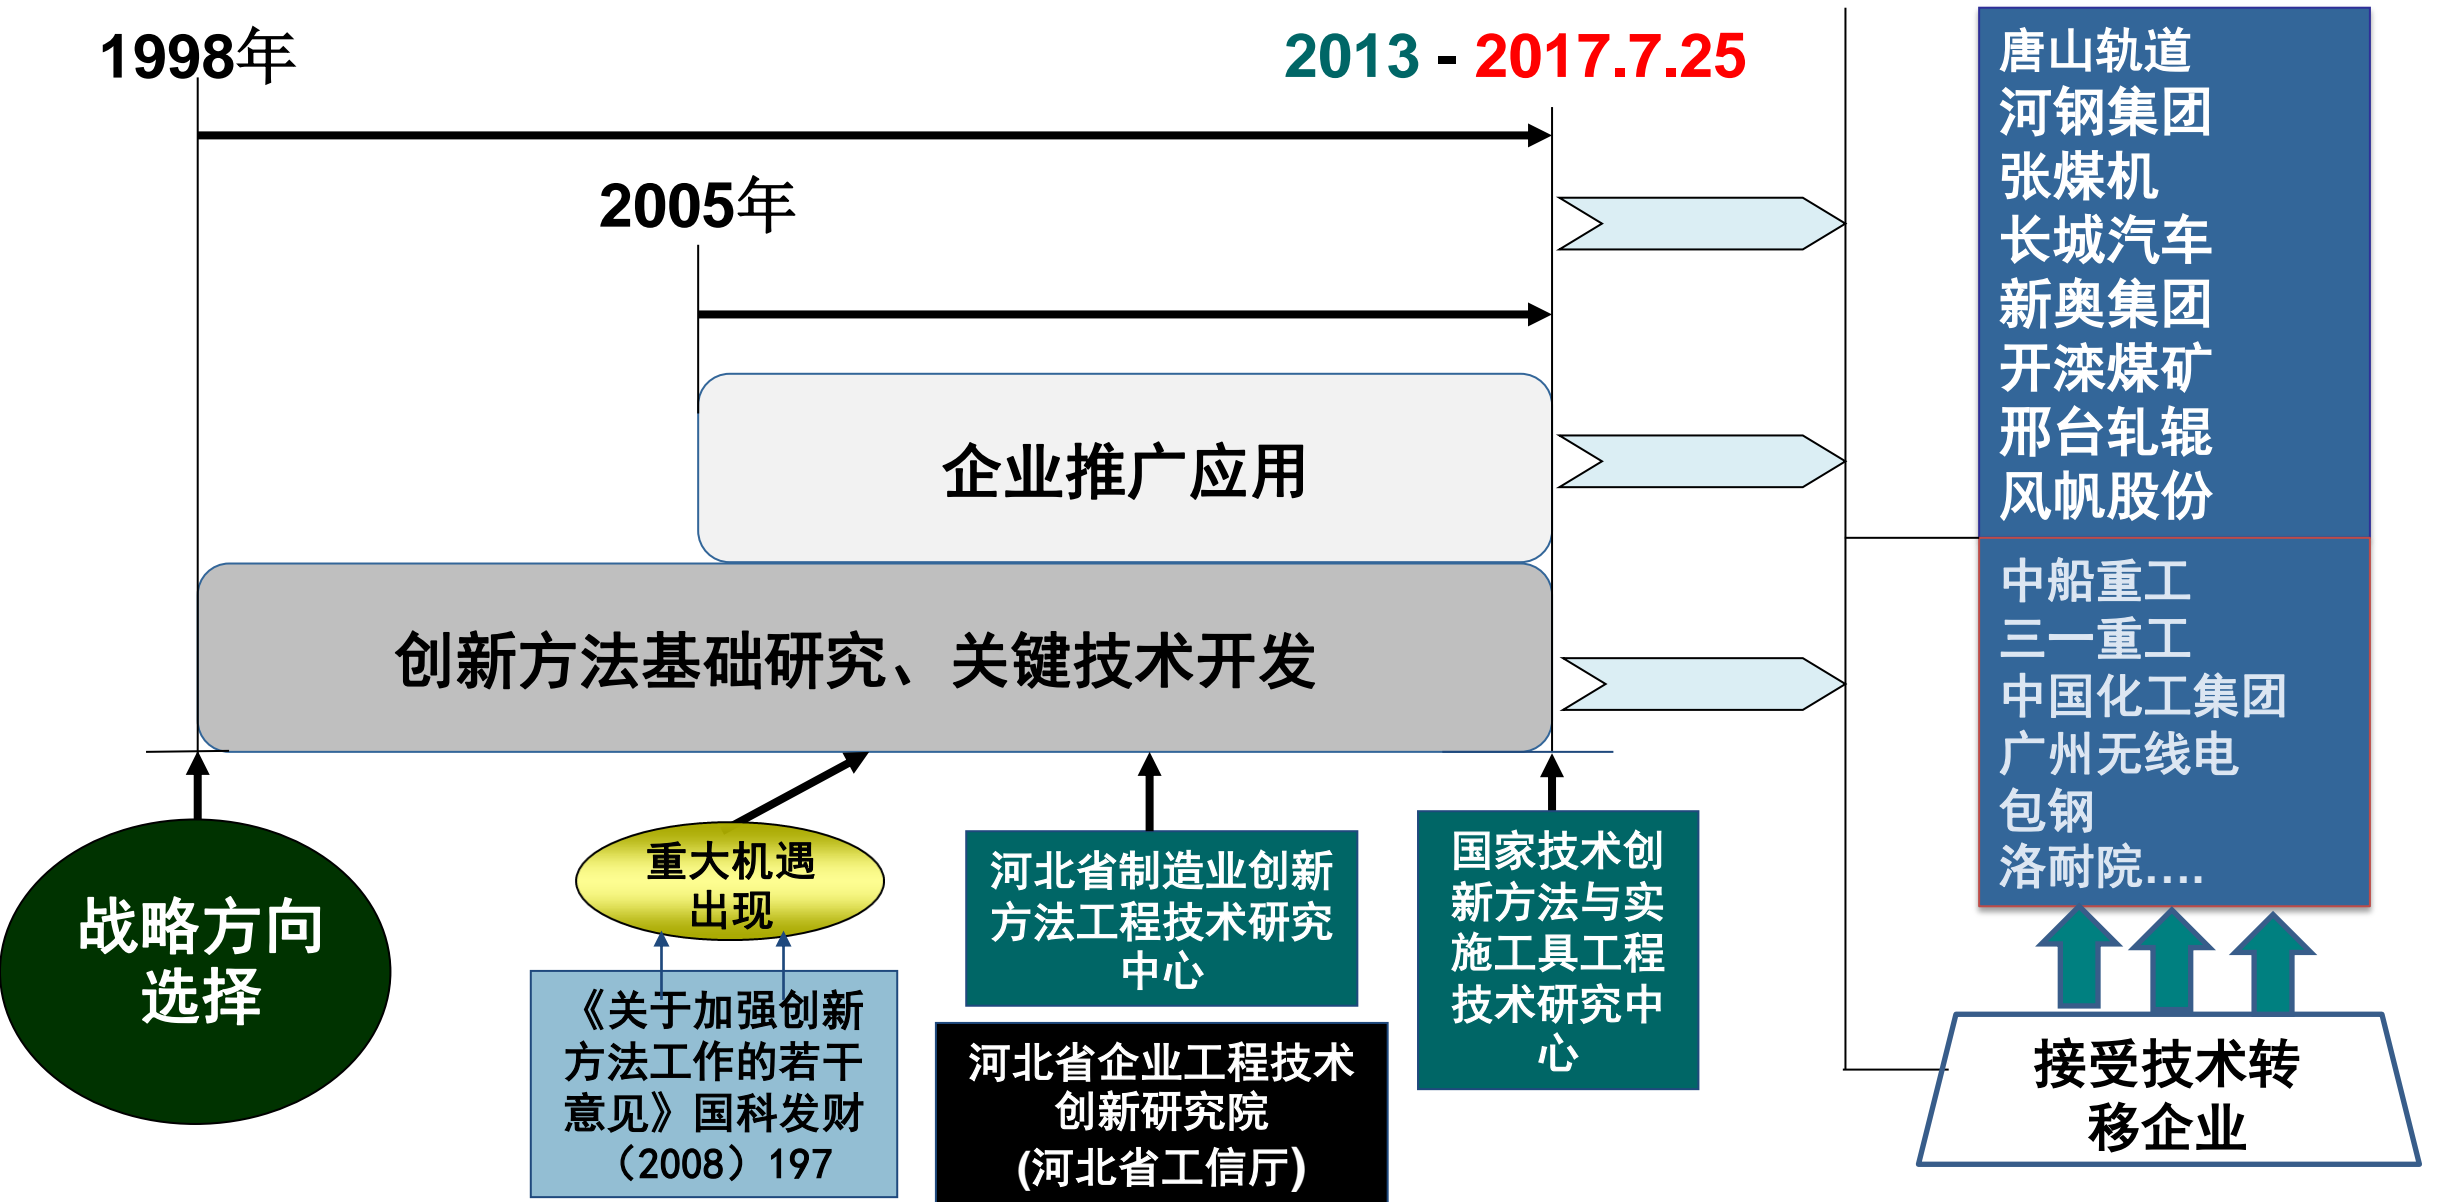 1998年
2013 - 2017.7.25
2005年
企业推广应用
创新方法基础研究、关键技术开发
战略方向
选择
重大机遇
出现
《关于加强创新
方法工作的若干
意见》国科发财
（2008）197
河北省制造业创新
方法工程技术研究
中心
河北省企业工程技术
创新研究院
(河北省工信厅)
国家技术创
新方法与实
施工具工程
技术研究中
心
唐山轨道
河钢集团
张煤机
长城汽车
新奥集团
开滦煤矿
邢台轧辊
风帆股份
中船重工
三一重工
中国化工集团
广州无线电
包钢
洛耐院....
接受技术转
移企业